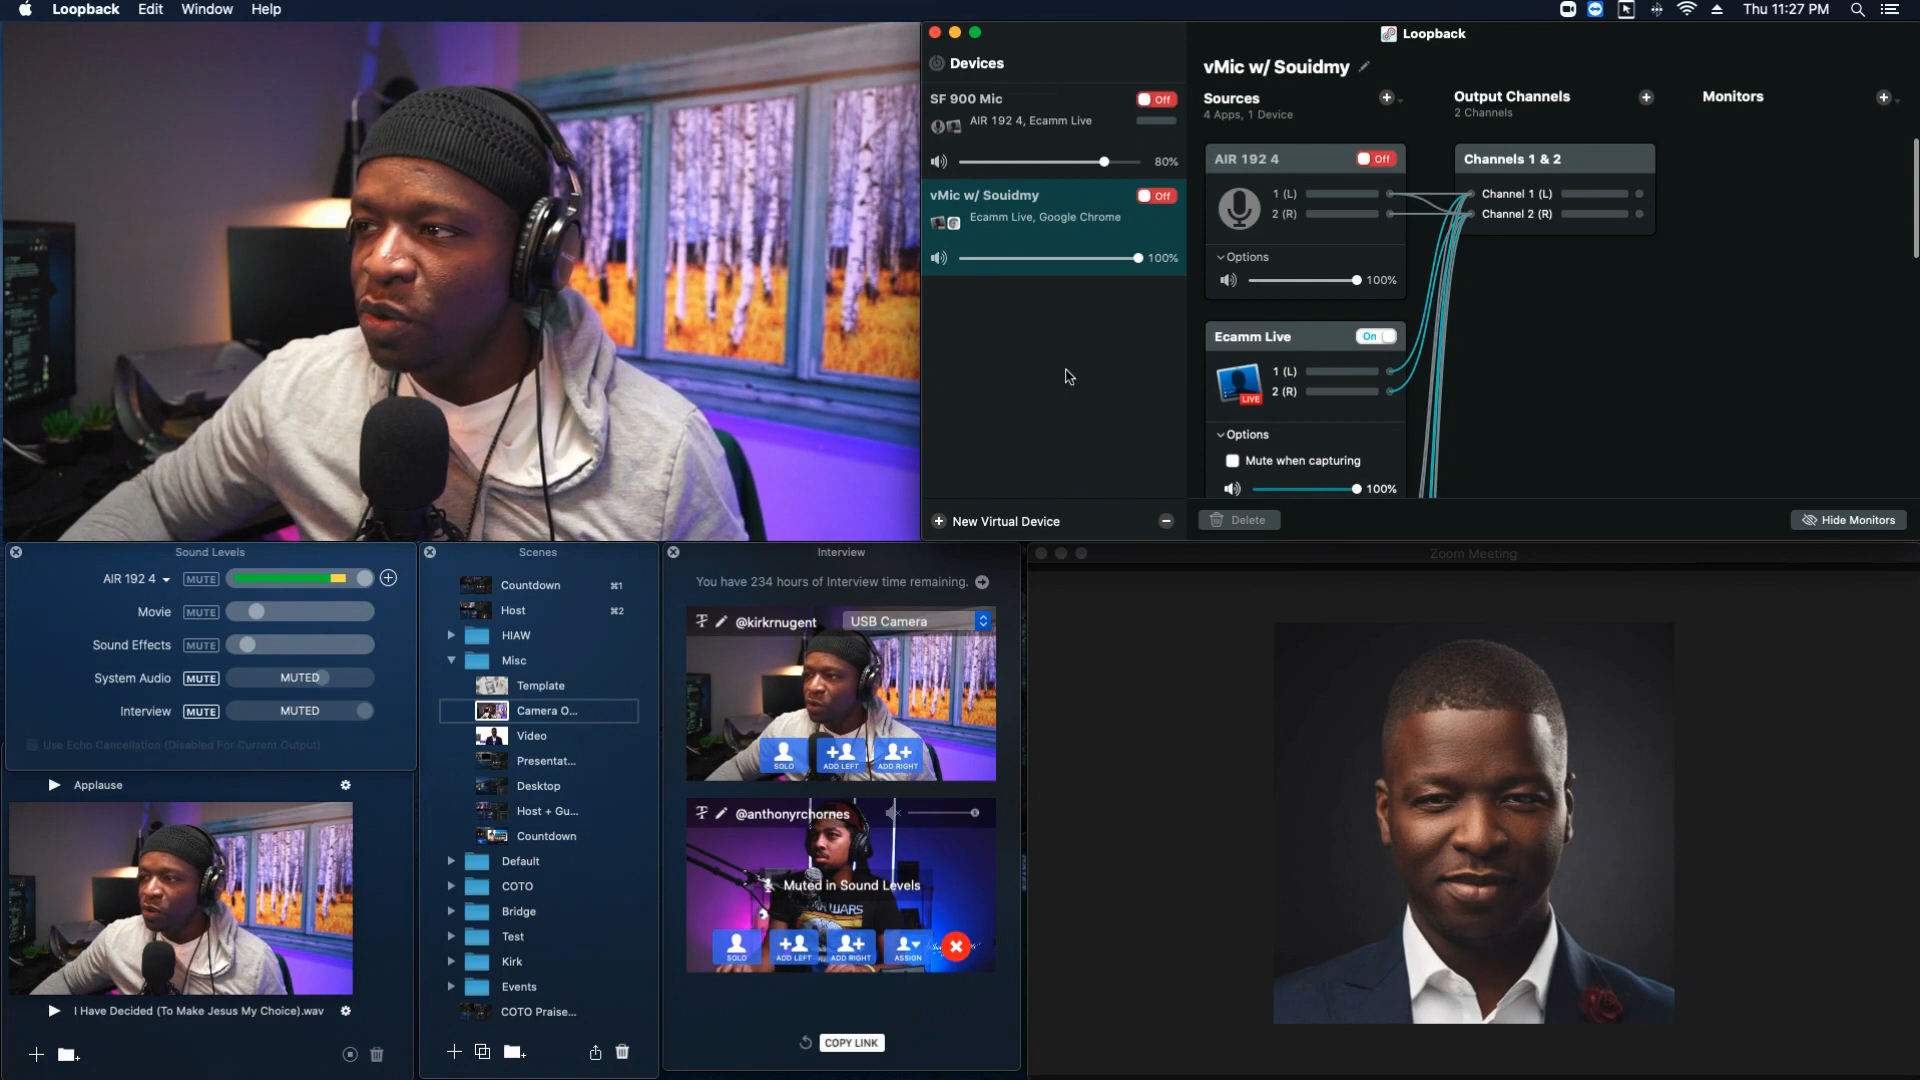 Loopback Edit Window Help
Thu 11:27 PM
Devices
SF 900 Mic
Off
AIR 192 4, Ecamm Live
80%
vMic w/ Souidmy
Off
Ecamm Live, Google Chrome
100%
New Virtual Device
Loopback
vMic w/ Souidmy
Sources
4 Apps, 1 Device
Output Channels
2 Channels
Monitors
AIR 192 4
Off
1 (L)
2 (R)
Options
100%
Channels 1 & 2
Channel 1 (L)
Channel 2 (R)
Ecamm Live
On
LIVE
1 (L)
2 (R)
Options
Mute when capturing
100%
Delete
Hide Monitors
Sound Levels
AIR 192 4 MUTE
Movie MUTE
Sound Effects MUTE
System Audio MUTE MUTED
Interview MUTE MUTED
Use Echo Cancellation (Disabled For Current Output)
Applause
I Have Decided (To Make Jesus My Choice).wav
Scenes
Countdown ⌘1
Host ⌘2
HIAW
Misc
Template
Camera O...
Video
Presentat...
Desktop
Host + Gu...
Countdown
Default
COTO
Bridge
Test
Kirk
Events
COTO Praise...
Interview
You have 234 hours of Interview time remaining.
@kirkrnugent
USB Camera
SOLO
ADD LEFT
ADD RIGHT
@anthonyrchornes
Muted in Sound Levels
WARS
SOLO
ADD LEFT
ADD RIGHT
ASSIGN
COPY LINK
Zoom Meeting